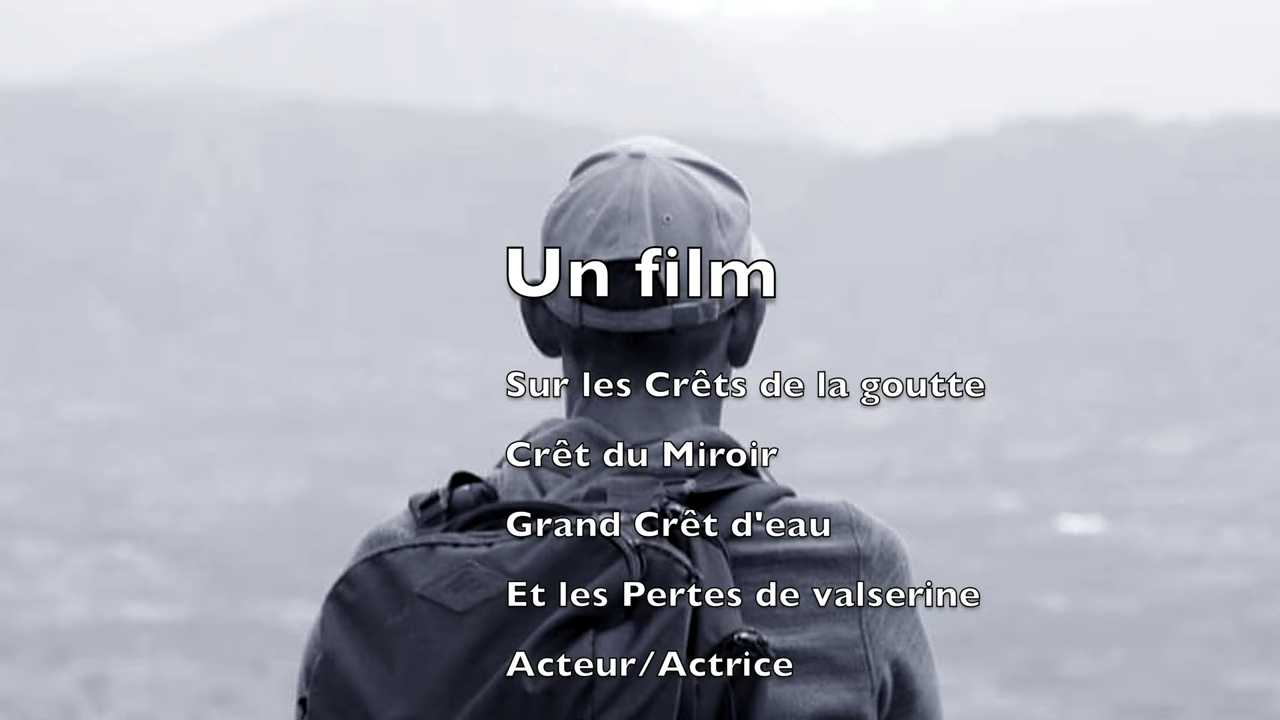 Un film
Sur les Crêts de la goutte
Crêt du Miroir
Grand Crêt d'eau
Et les Pertes de valserine
Acteur/Actrice